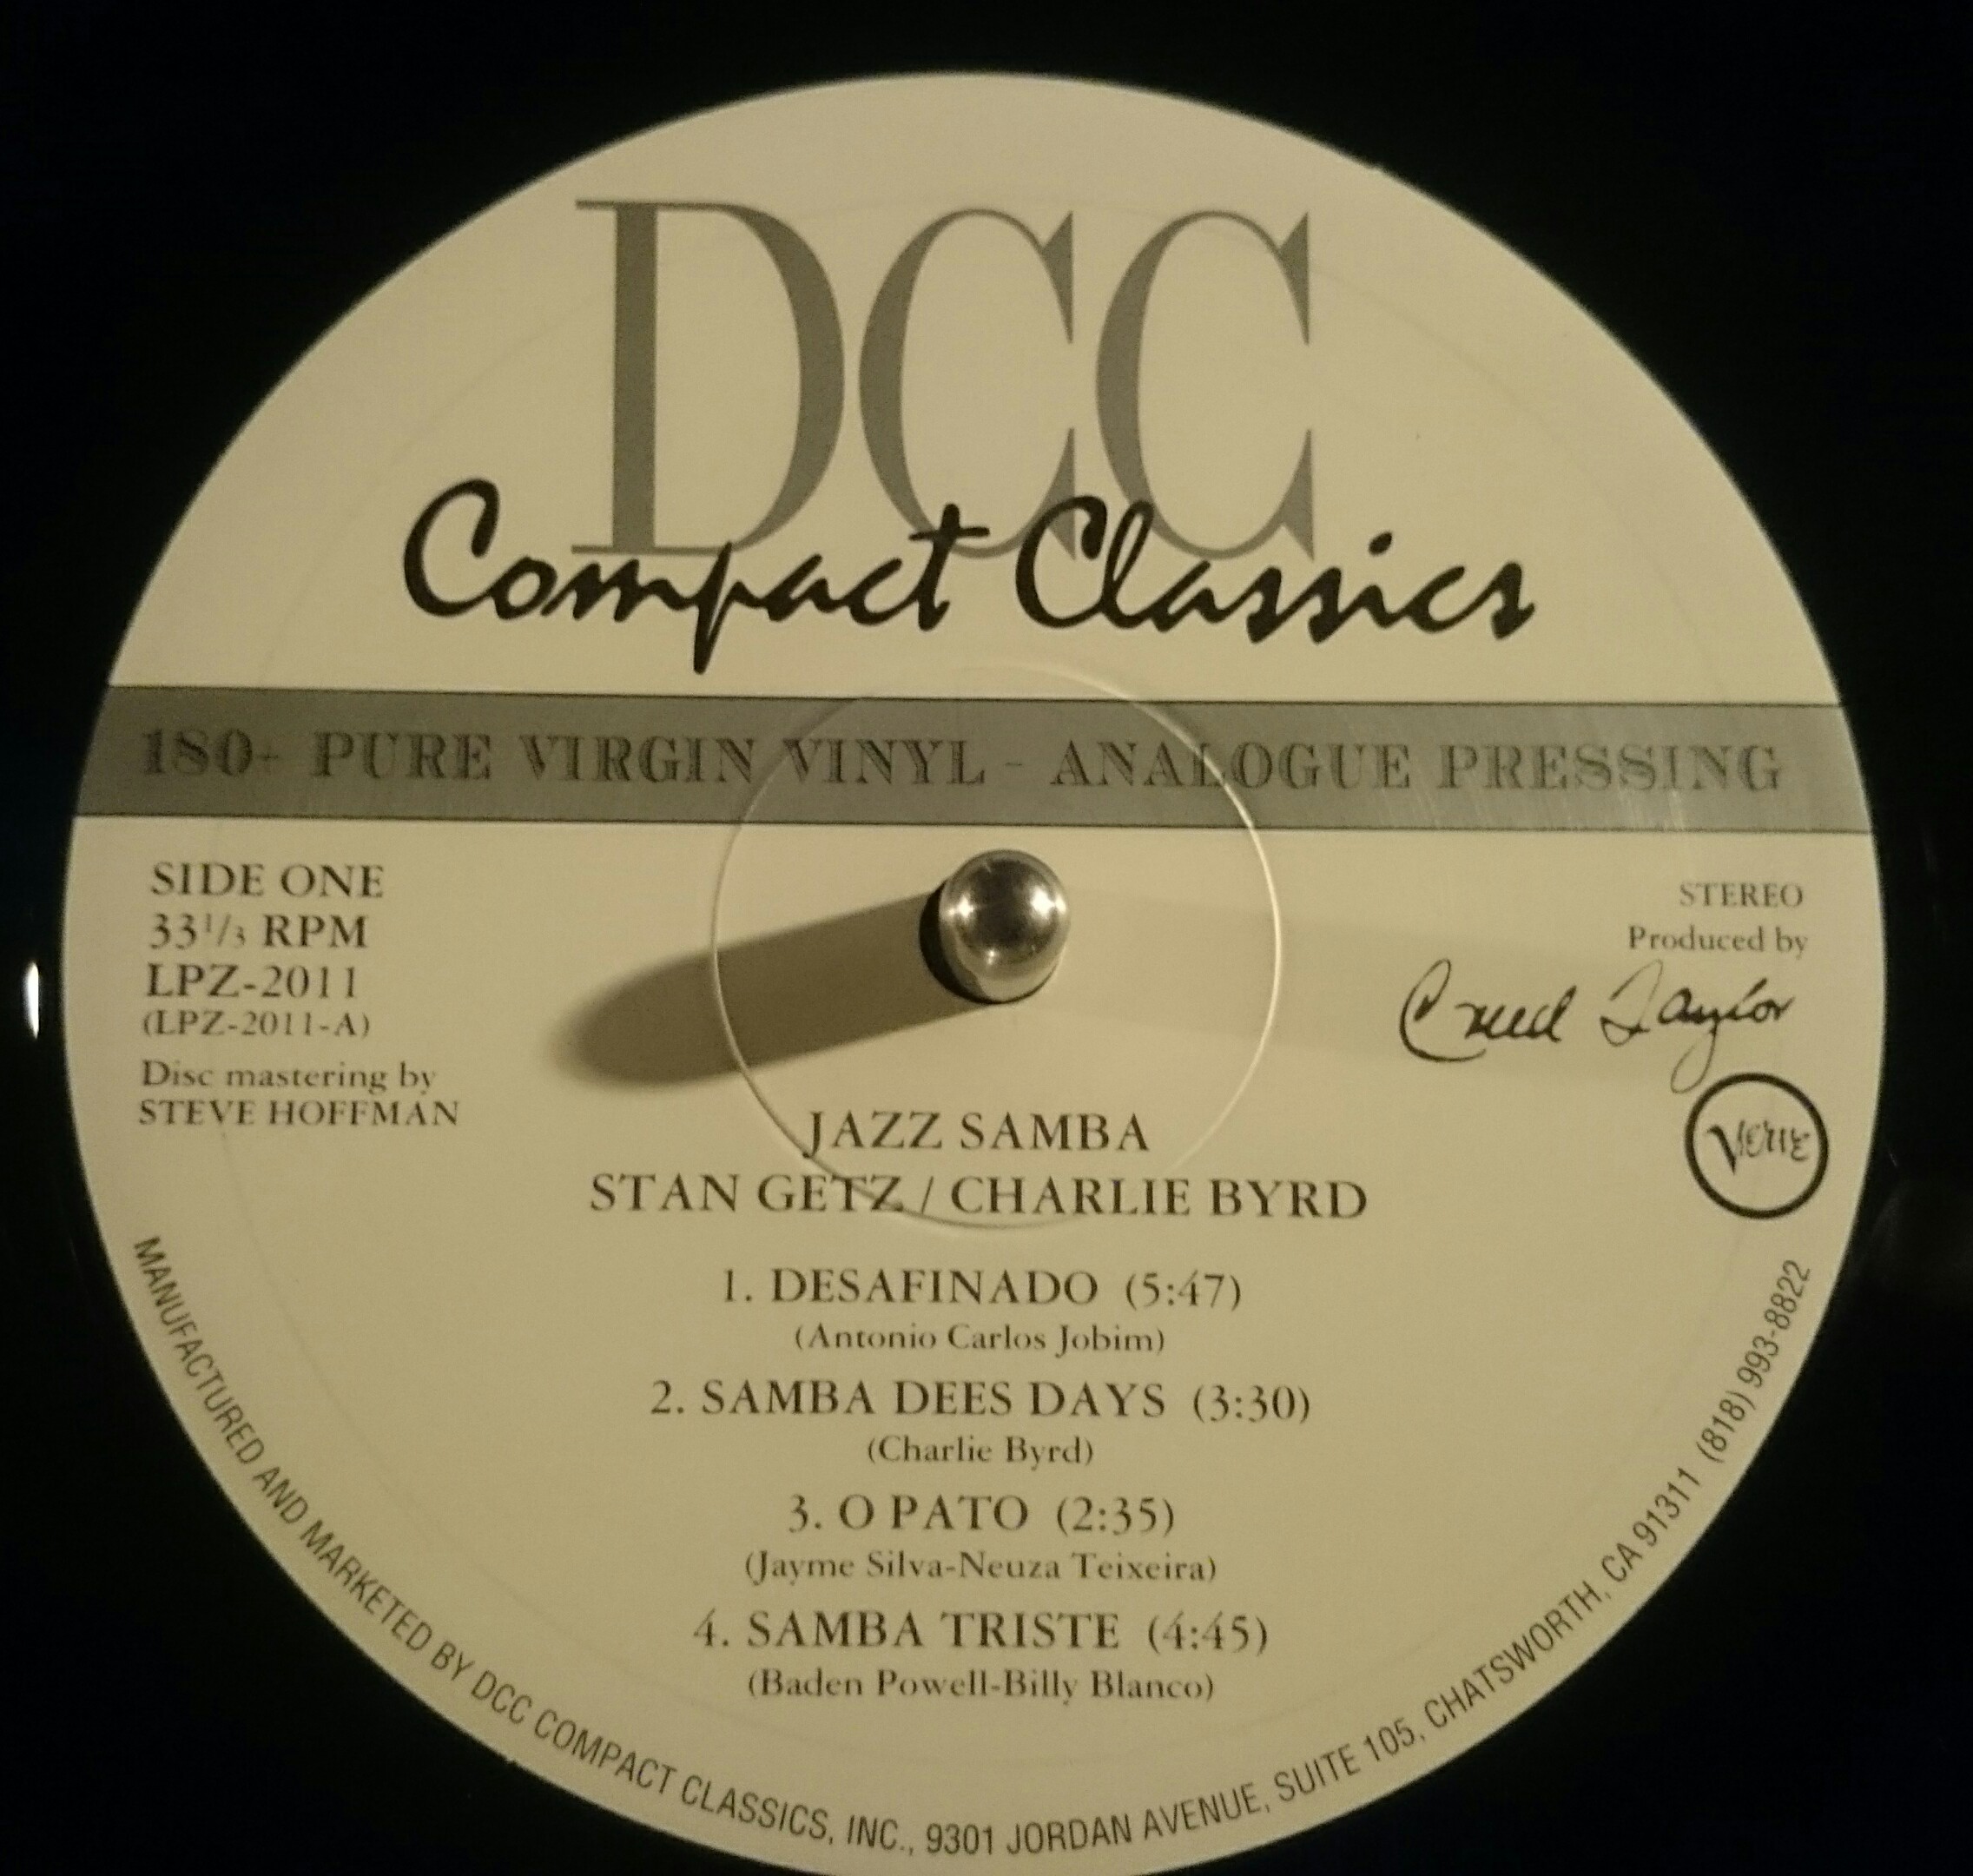 DCC
Compact Classics
180+ PURE VIRGIN VINYL - ANALOGUE PRESSING
SIDE ONE
33 1/3 RPM
LPZ-2011
(LPZ-2011-A)
Disc mastering by
STEVE HOFFMAN
STEREO
Produced by
Creed Taylor
VERVE
JAZZ SAMBA
STAN GETZ / CHARLIE BYRD
1. DESAFINADO (5:47)
(Antonio Carlos Jobim)
2. SAMBA DEES DAYS (3:30)
(Charlie Byrd)
3. O PATO (2:35)
(Jayme Silva-Neuza Teixeira)
4. SAMBA TRISTE (4:45)
(Baden Powell-Billy Blanco)
MANUFACTURED AND MARKETED BY DCC COMPACT CLASSICS, INC., 9301 JORDAN AVENUE, SUITE 105, CHATSWORTH, CA 91311 (818) 993-8822